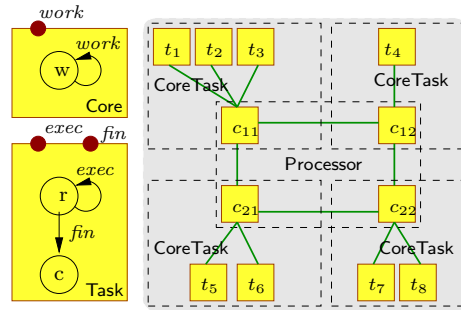 work
work
w
Core
exec
fin
exec
r
fin
c
Task
t1 t2 t3 t4
CoreTask CoreTask
c11 c12
Processor
c21 c22
CoreTask CoreTask
t5 t6 t7 t8